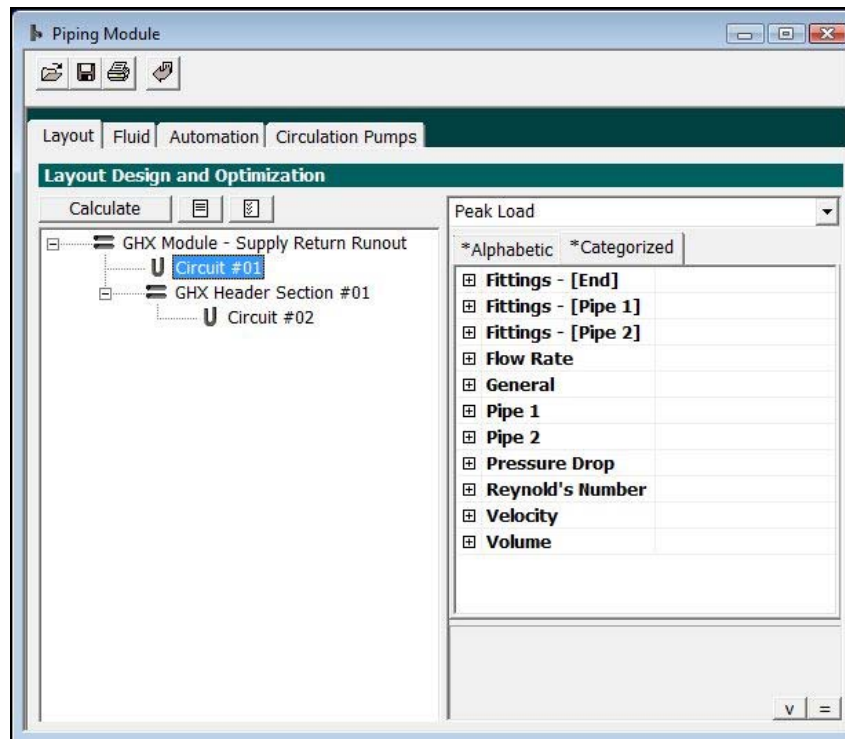 Piping Module
Layout Fluid Automation Circulation Pumps
Layout Design and Optimization
Calculate
GHX Module - Supply Return Runout
Circuit #01
GHX Header Section #01
Circuit #02
Peak Load
*Alphabetic *Categorized
Fittings - [End]
Fittings - [Pipe 1]
Fittings - [Pipe 2]
Flow Rate
General
Pipe 1
Pipe 2
Pressure Drop
Reynold's Number
Velocity
Volume
v =